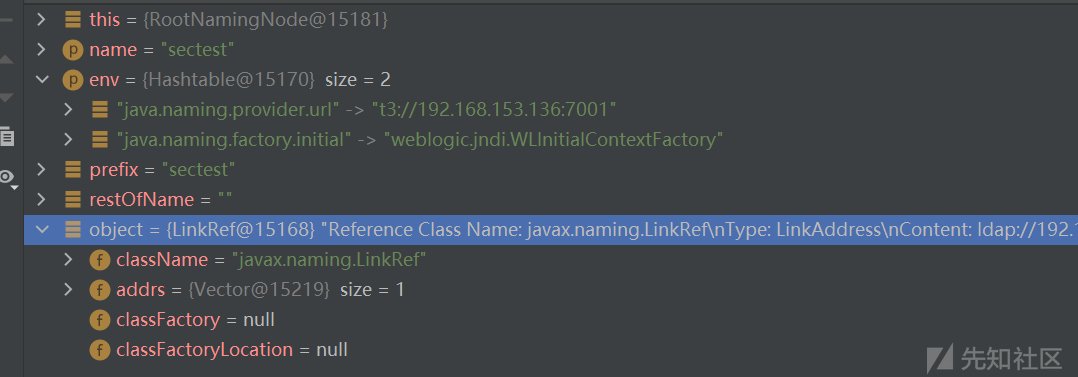 this = {RootNamingNode@15181}
name = "sectest"
env = {Hashtable@15170} size = 2
"java.naming.provider.url" -> "t3://192.168.153.136:7001"
"java.naming.factory.initial" -> "weblogic.jndi.WLInitialContextFactory"
prefix = "sectest"
restOfName = ""
object = {LinkRef@15168} "Reference Class Name: javax.naming.LinkRef\nType: LinkAddress\nContent: ldap://192.1
className = "javax.naming.LinkRef"
addrs = {Vector@15219} size = 1
classFactory = null
classFactoryLocation = null
先知社区